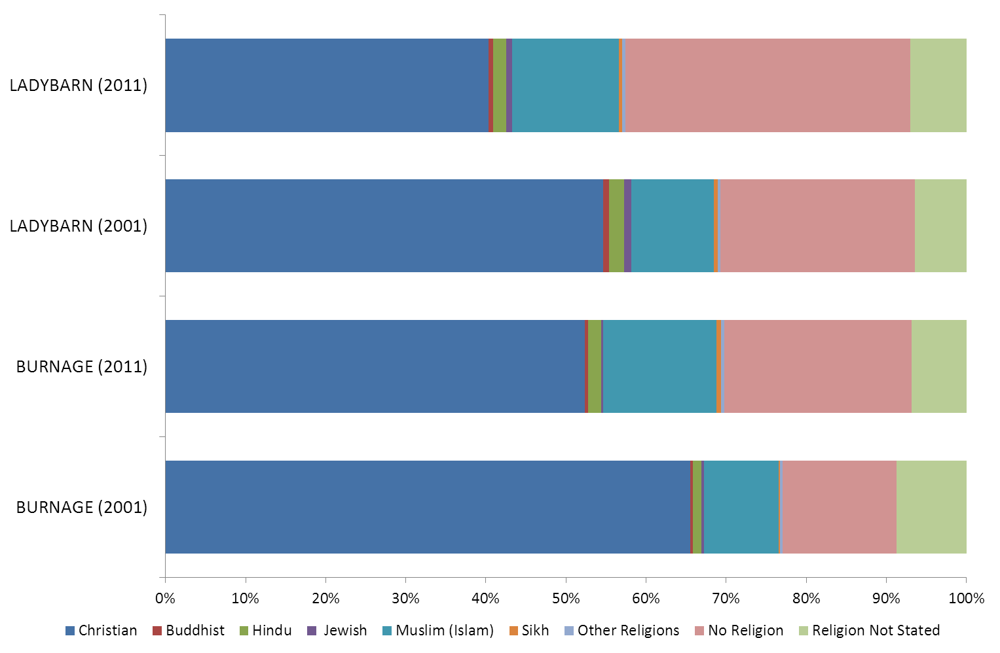 LADYBARN (2011)
LADYBARN (2001)
BURNAGE (2011)
BURNAGE (2001)
0% 10% 20% 30% 40% 50% 60% 70% 80% 90% 100%
Christian Buddhist Hindu Jewish Muslim (Islam) Sikh Other Religions No Religion Religion Not Stated